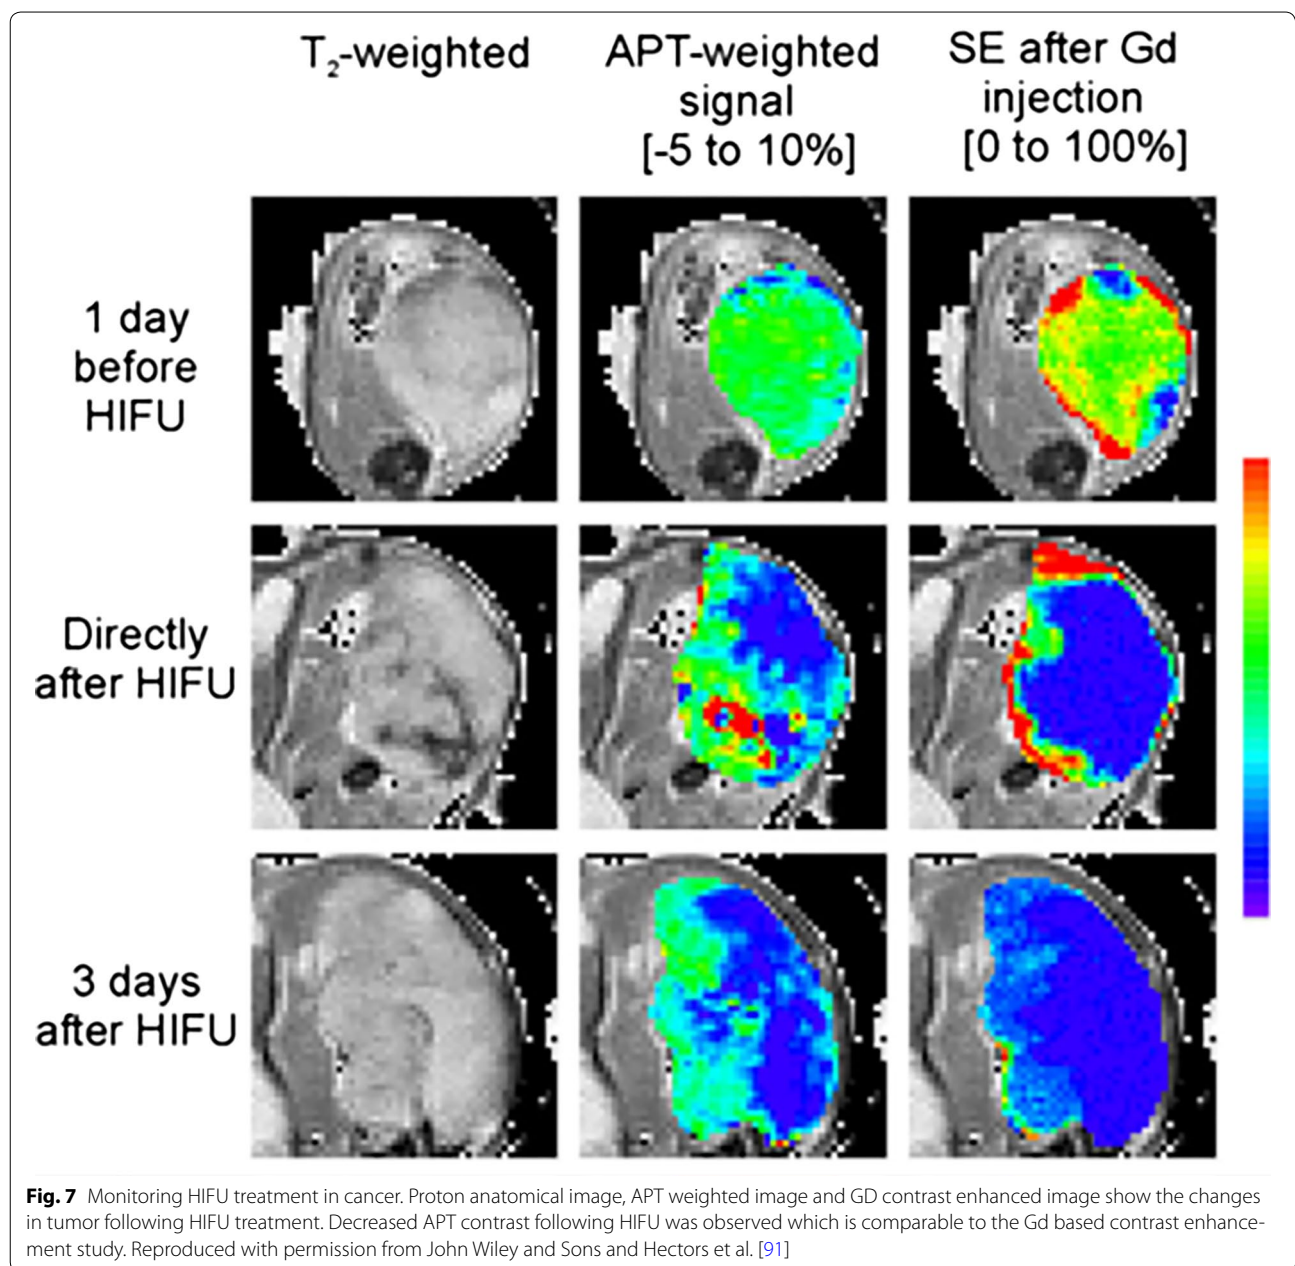 T₂-weighted
APT-weighted
signal
[-5 to 10%]
SE after Gd
injection
[0 to 100%]
1 day
before
HIFU
Directly
after HIFU
3 days
after HIFU
Fig. 7 Monitoring HIFU treatment in cancer. Proton anatomical image, APT weighted image and GD contrast enhanced image show the changes
in tumor following HIFU treatment. Decreased APT contrast following HIFU was observed which is comparable to the Gd based contrast enhance-
ment study. Reproduced with permission from John Wiley and Sons and Hectors et al. [91]